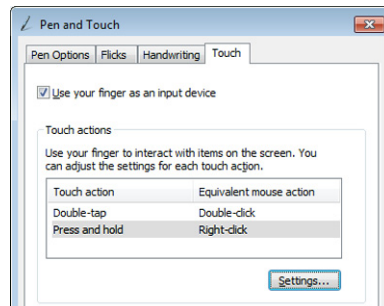 Pen and Touch
Pen Options Flicks Handwriting Touch
Use your finger as an input device
Touch actions
Use your finger to interact with items on the screen. You
can adjust the settings for each touch action.
Touch action Equivalent mouse action
Double-tap Double-click
Press and hold Right-click
Settings...